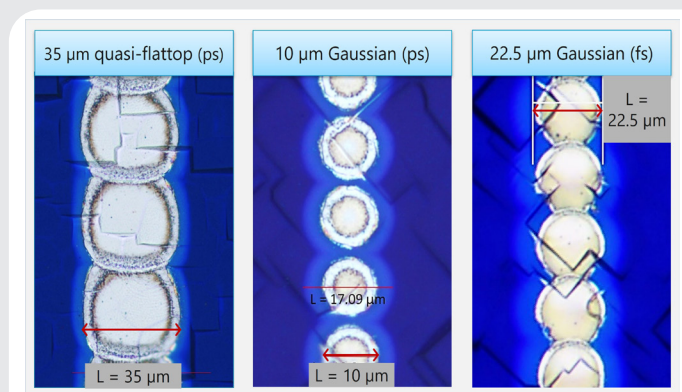 35 µm quasi-flattop (ps)
10 µm Gaussian (ps)
22.5 µm Gaussian (fs)
L =
22.5 µm
L = 17.09 µm
L = 35 µm
L = 10 µm